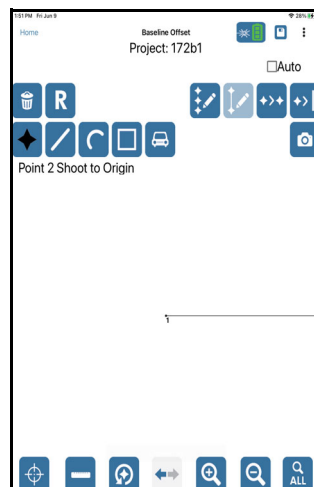 1:51 PM Fri Jun 9
28%
Home
Baseline Offset
Project: 172b1
Auto
R
Point 2 Shoot to Origin
1
ALL